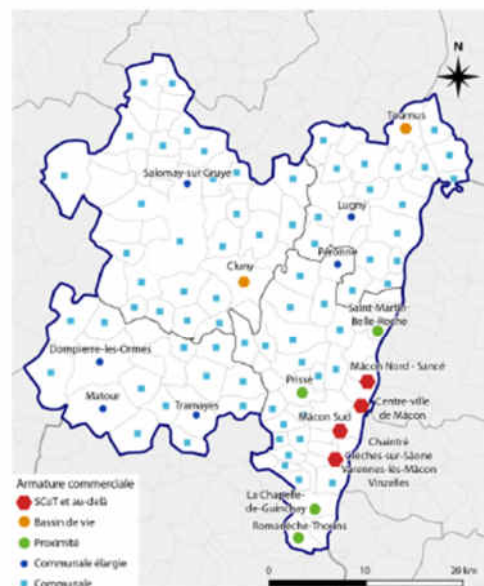 N
Tournus
Salornay-sur-Guye
Lugny
Péronne
Cluny
Saint-Martin-
Belle-Roche
Dompierre-les-Ormes
Mâcon Nord - Sancé
Prissé
Centre-ville
de Mâcon
Matour
Tramayes
Mâcon Sud
Chaintré
Crêches-sur-Saône
Varennes-lès-Mâcon
Vinzelles
La Chapelle-
de-Guinchay
Romanèche-Thorins
Armature commerciale
SCoT et au-delà
Bassin de vie
Proximité
Communale élargie
Communale
0 10 20 km